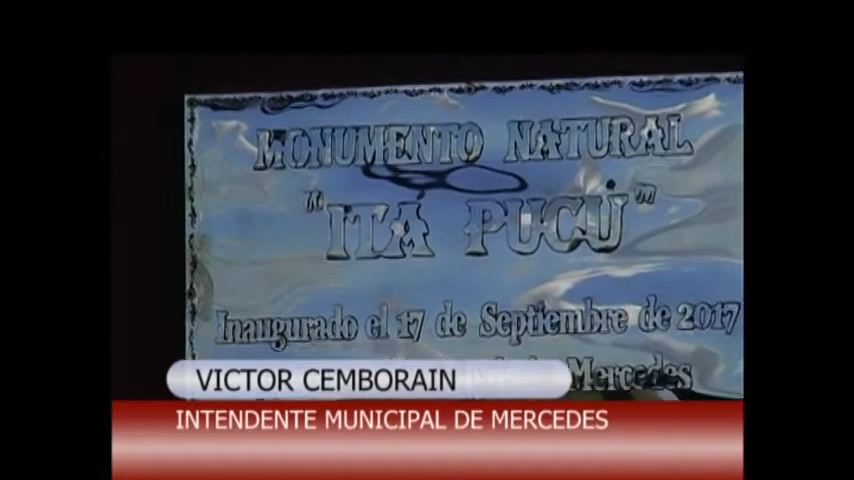 MONUMENTO NATURAL
"ITÁ PUCÚ"
Inaugurado el 17 de Septiembre de 2017
Mercedes
VICTOR CEMBORAIN
INTENDENTE MUNICIPAL DE MERCEDES